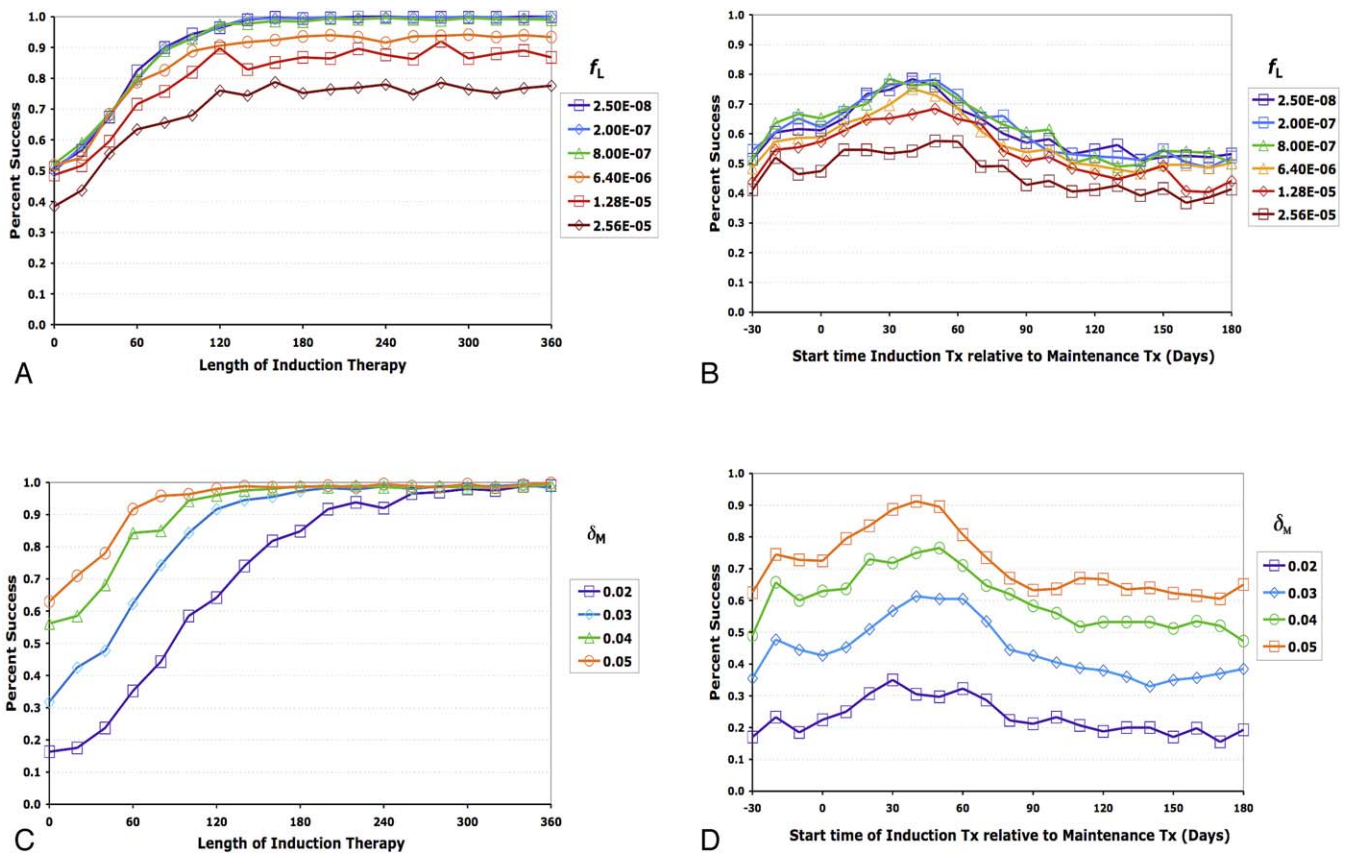 1.0
0.9
0.8
0.7
0.6
0.5
0.4
0.3
0.2
0.1
0.0
Percent Success
0 60 120 180 240 300 360
Length of Induction Therapy
A
fL
2.50E-08
2.00E-07
8.00E-07
6.40E-06
1.28E-05
2.56E-05
1.0
0.9
0.8
0.7
0.6
0.5
0.4
0.3
0.2
0.1
0.0
Percent Success
-30 0 30 60 90 120 150 180
Start time Induction Tx relative to Maintenance Tx (Days)
B
fL
2.50E-08
2.00E-07
8.00E-07
6.40E-06
1.28E-05
2.56E-05
1.0
0.9
0.8
0.7
0.6
0.5
0.4
0.3
0.2
0.1
0.0
Percent Success
0 60 120 180 240 300 360
Length of Induction Therapy
C
δM
0.02
0.03
0.04
0.05
1.0
0.9
0.8
0.7
0.6
0.5
0.4
0.3
0.2
0.1
0.0
Percent Success
-30 0 30 60 90 120 150 180
Start time of Induction Tx relative to Maintenance Tx (Days)
D
δM
0.02
0.03
0.04
0.05